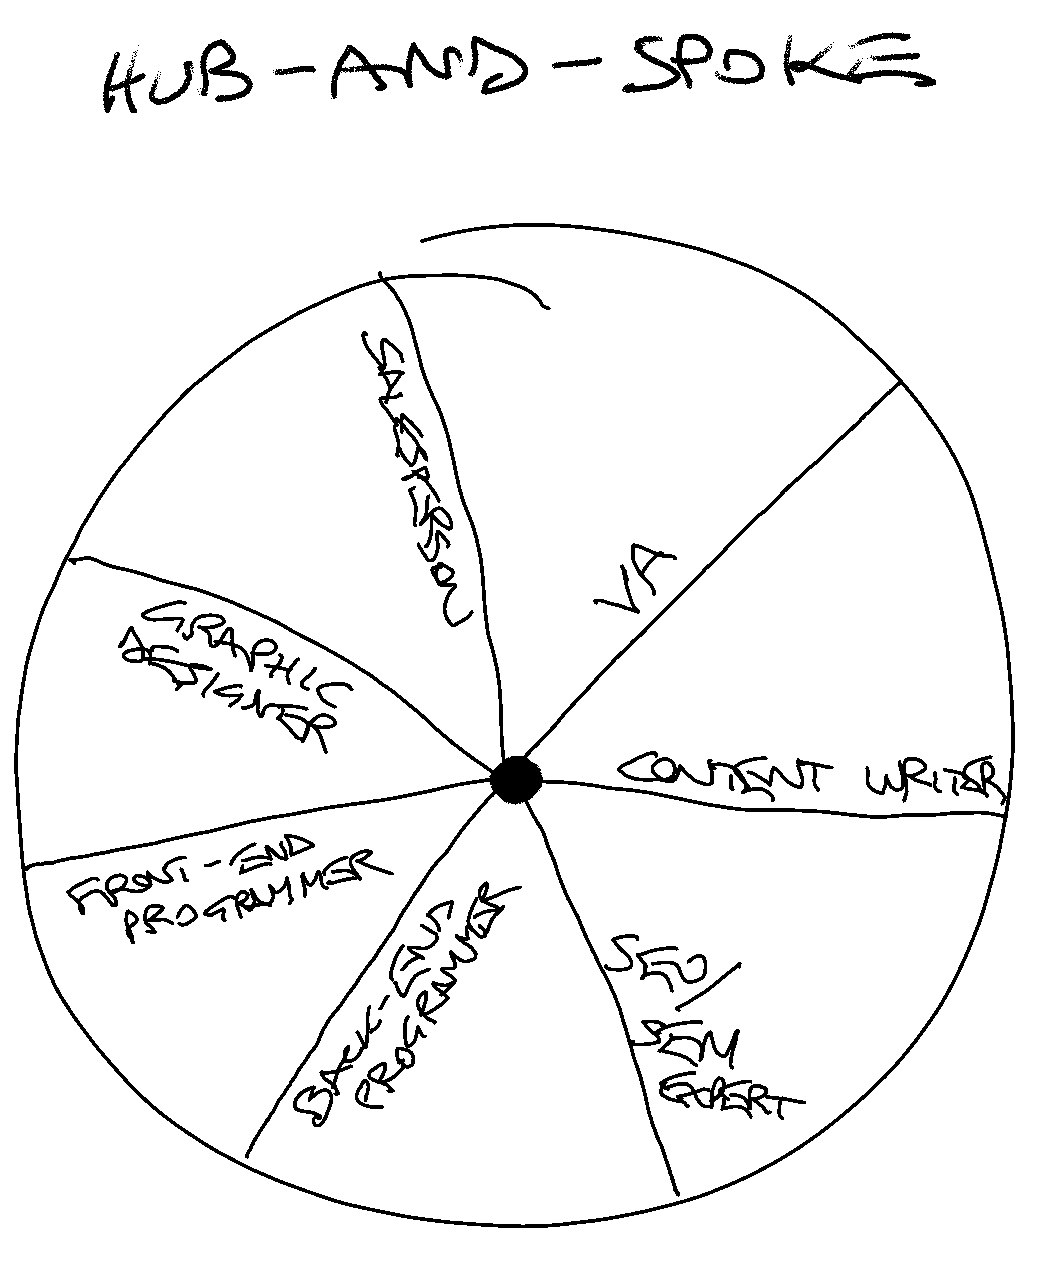 HUB-AND-SPOKE
SALESPERSON
VA
GRAPHIC
DESIGNER
CONTENT WRITER
FRONT-END
PROGRAMMER
BACK-END
PROGRAMMER
SEO/
SEM
EXPERT